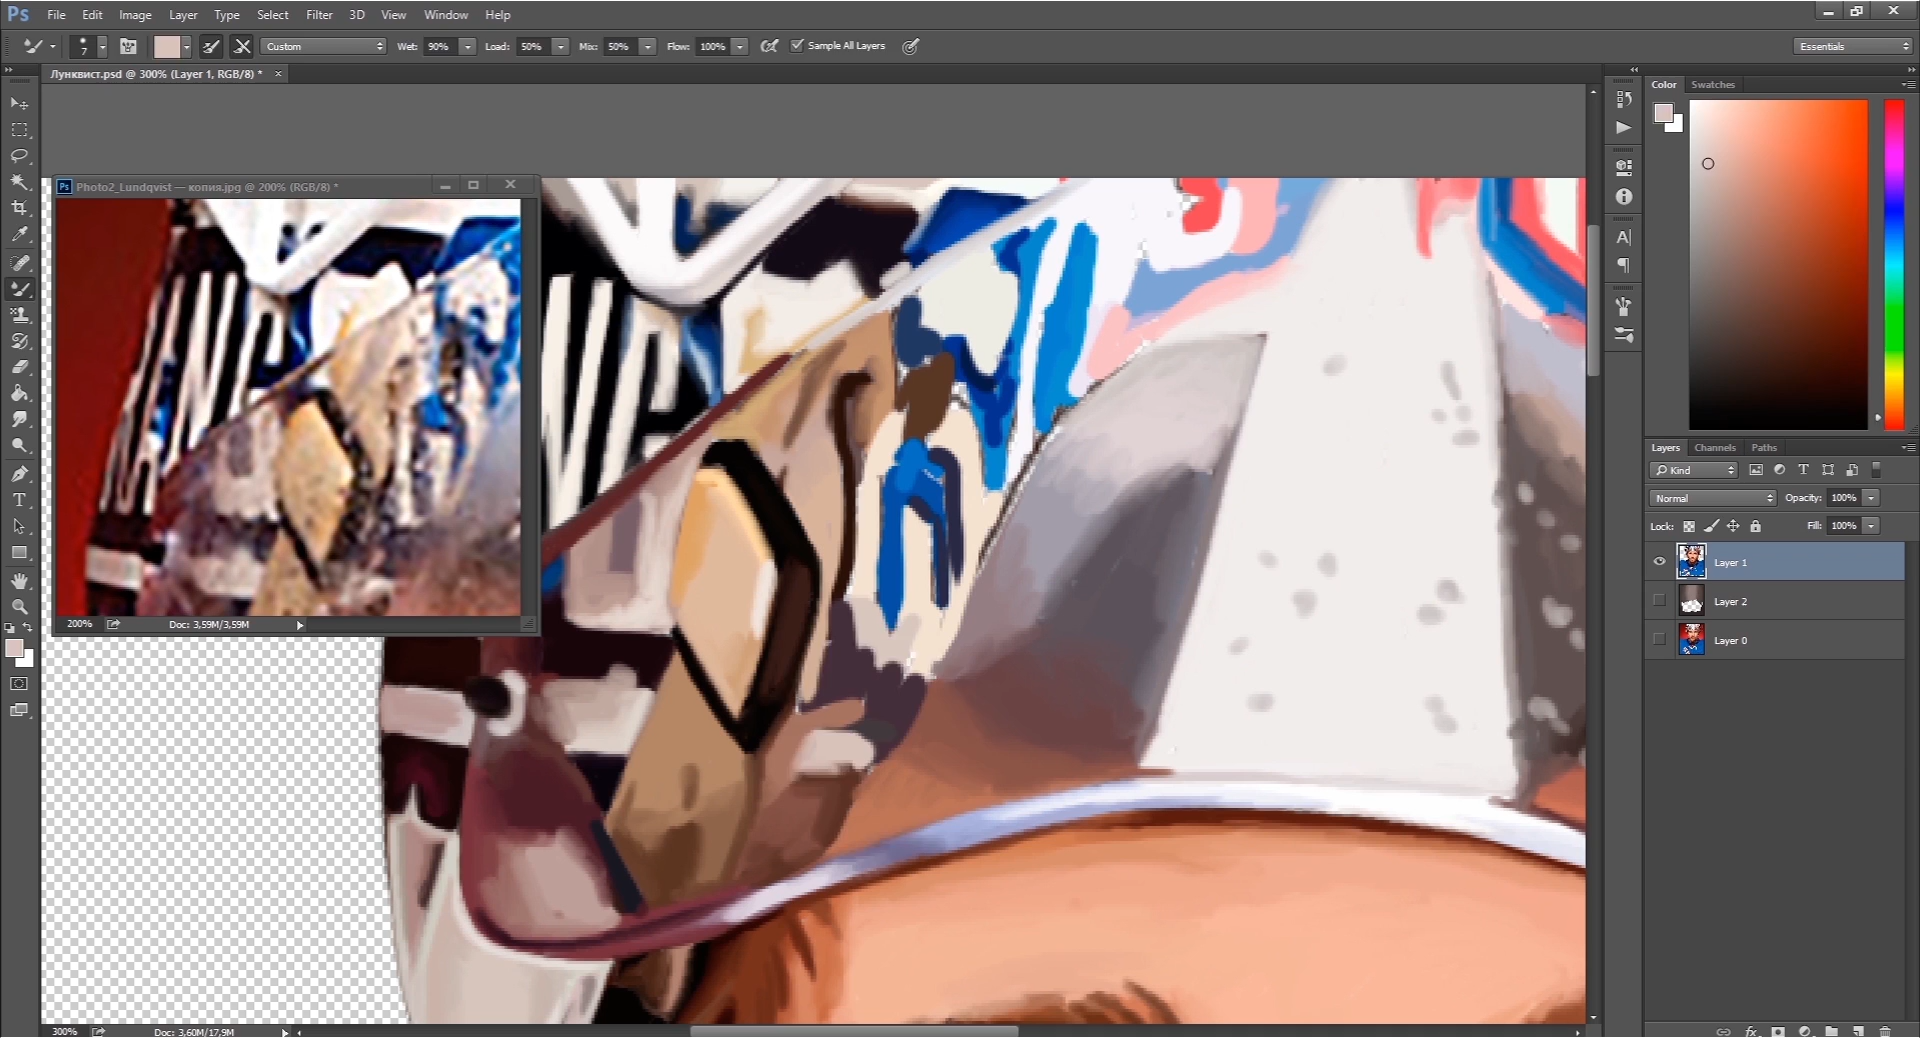 Ps File Edit Image Layer Type Select Filter 3D View Window Help
7 Custom Wet: 90% Load: 50% Mix: 50% Flow: 100% Sample All Layers Essentials
Лунквист.psd @ 300% (Layer 1, RGB/8) * ×
Color Swatches
Ps Photo2_Lundqvist — копия.jpg @ 200% (RGB/8) *
200% Doc: 3,59M/3,59M
Layers Channels Paths
Kind
Normal Opacity: 100%
Lock: Fill: 100%
Layer 1
Layer 2
Layer 0
300% Doc: 3,60M/17,9M